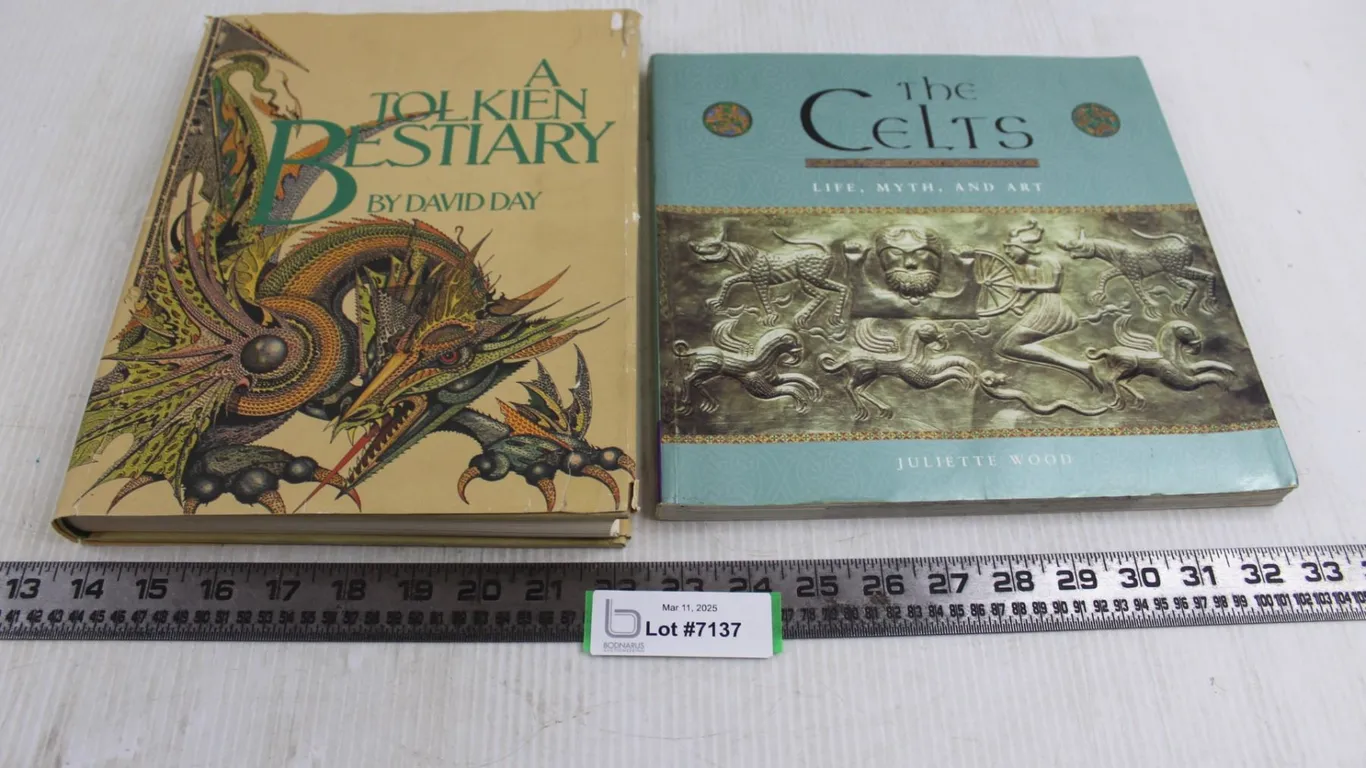 A
TOLKIEN
BESTIARY
BY DAVID DAY
THE
CELTS
LIFE, MYTH, AND ART
JULIETTE WOOD
13 14 15 16 17 18 19 20 21 22 23 24 25 26 27 28 29 30 31 32 33
Mar 11, 2025
b
Lot #7137
BODNARUS
AUCTIONEERING